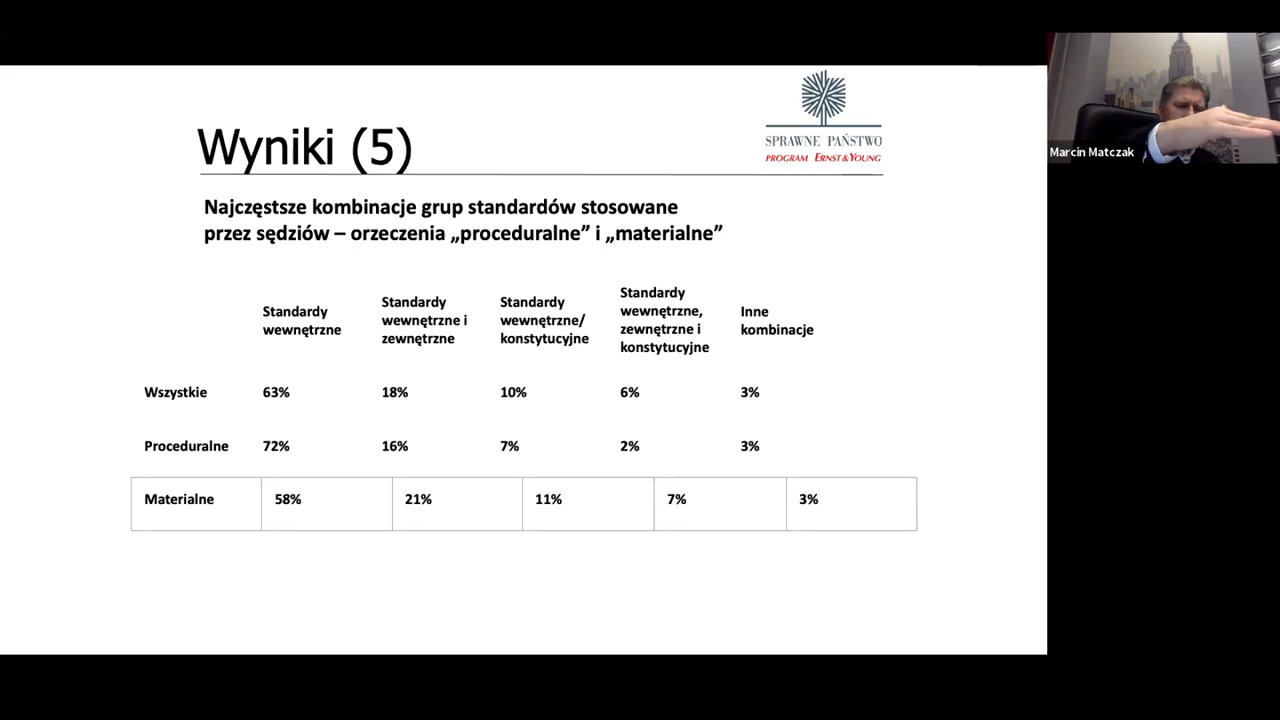 Wyniki (5)
SPRAWNE PAŃSTWO
PROGRAM ERNST & YOUNG
Marcin Matczak
Najczęstsze kombinacje grup standardów stosowane
przez sędziów – orzeczenia „proceduralne” i „materialne”
Standardy
wewnętrzne
Standardy
wewnętrzne i
zewnętrzne
Standardy
wewnętrzne/
konstytucyjne
Standardy
wewnętrzne,
zewnętrzne i
konstytucyjne
Inne
kombinacje
Wszystkie 63% 18% 10% 6% 3%
Proceduralne 72% 16% 7% 2% 3%
Materialne 58% 21% 11% 7% 3%